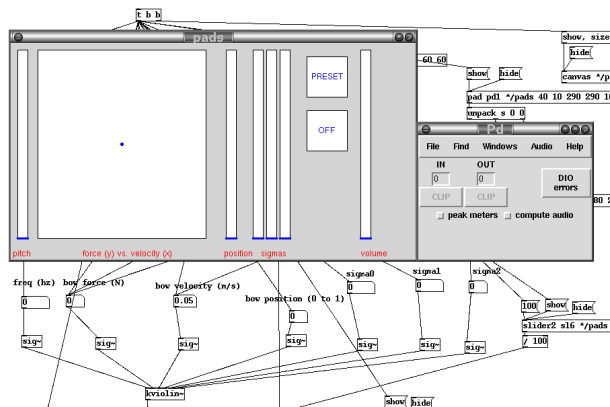 t b b
pads
show, size
hide
60 60
show
hide
canvas */p
PRESET
pad pd1 */pads 40 10 290 290 10
unpack s 0 0
OFF
Pd
File Find Windows Audio Help
IN OUT
0 0
DIO errors
CLIP CLIP
80 2
peak meters compute audio
pitch force (y) vs. velocity (x) position sigmas volume
freq (hz) bow force (N) sigma0 sigma1 sigma2
bow velocity (m/s)
0 0 0.05 0 0 0
bow position (0 to 1)
0
100 show hide
slider2 sl6 */pads
sig~ sig~ sig~ sig~ sig~ sig~ sig~
/ 100
kviolin~
show hide